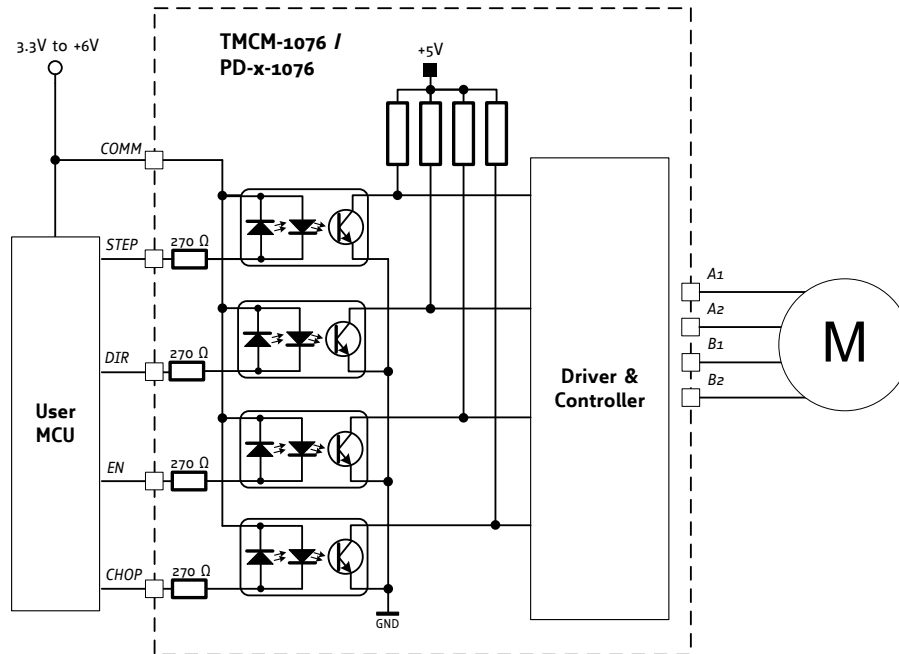 3.3V to +6V
TMCM-1076 /
PD-x-1076
+5V
COMM
STEP
270 Ω
DIR
270 Ω
EN
270 Ω
CHOP
270 Ω
User
MCU
Driver &
Controller
A1
A2
B1
B2
M
GND